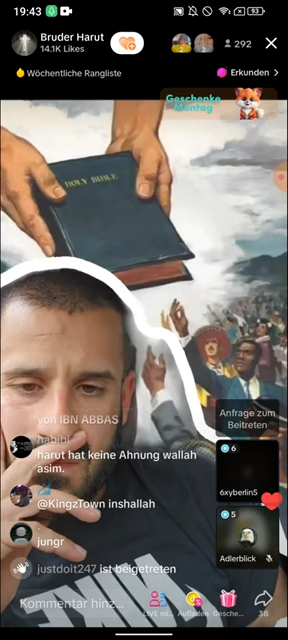 19:43
93
Bruder Harut
14.1K Likes
292
Wöchentliche Rangliste
Erkunden >
Geschenke
Montag
HOLY BIBLE
von IBN ABBAS
habibi
harut hat keine Ahnung wallah
asim.
@KingzTown inshallah
jungr
justdoit247 ist beigetreten
Anfrage zum
Beitreten
6
6xyberlin5
5
Adlerblick
Kommentar hinz...
LIVE mi...
Aufladen
Gesche...
38